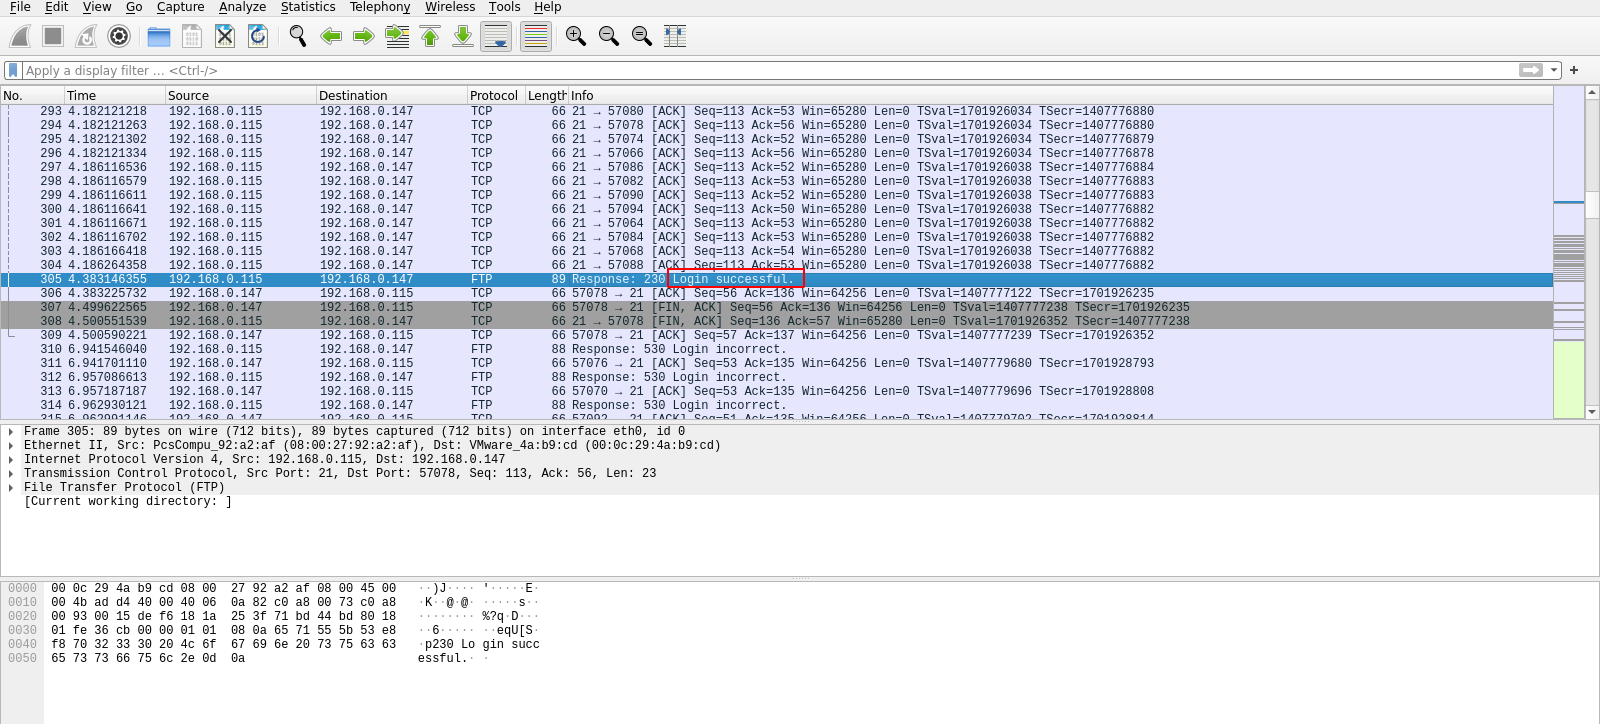 File Edit View Go Capture Analyze Statistics Telephony Wireless Tools Help
Apply a display filter ... <Ctrl-/>
No. Time Source Destination Protocol Length Info
293 4.182121218 192.168.0.115 192.168.0.147 TCP 66 21 → 57080 [ACK] Seq=113 Ack=53 Win=65280 Len=0 TSval=1701926034 TSecr=1407776880
294 4.182121263 192.168.0.115 192.168.0.147 TCP 66 21 → 57078 [ACK] Seq=113 Ack=56 Win=65280 Len=0 TSval=1701926034 TSecr=1407776880
295 4.182121302 192.168.0.115 192.168.0.147 TCP 66 21 → 57074 [ACK] Seq=113 Ack=52 Win=65280 Len=0 TSval=1701926034 TSecr=1407776879
296 4.182121334 192.168.0.115 192.168.0.147 TCP 66 21 → 57066 [ACK] Seq=113 Ack=56 Win=65280 Len=0 TSval=1701926034 TSecr=1407776878
297 4.186116536 192.168.0.115 192.168.0.147 TCP 66 21 → 57086 [ACK] Seq=113 Ack=52 Win=65280 Len=0 TSval=1701926038 TSecr=1407776884
298 4.186116579 192.168.0.115 192.168.0.147 TCP 66 21 → 57082 [ACK] Seq=113 Ack=53 Win=65280 Len=0 TSval=1701926038 TSecr=1407776883
299 4.186116611 192.168.0.115 192.168.0.147 TCP 66 21 → 57090 [ACK] Seq=113 Ack=52 Win=65280 Len=0 TSval=1701926038 TSecr=1407776883
300 4.186116641 192.168.0.115 192.168.0.147 TCP 66 21 → 57094 [ACK] Seq=113 Ack=50 Win=65280 Len=0 TSval=1701926038 TSecr=1407776882
301 4.186116671 192.168.0.115 192.168.0.147 TCP 66 21 → 57064 [ACK] Seq=113 Ack=53 Win=65280 Len=0 TSval=1701926038 TSecr=1407776882
302 4.186116702 192.168.0.115 192.168.0.147 TCP 66 21 → 57084 [ACK] Seq=113 Ack=53 Win=65280 Len=0 TSval=1701926038 TSecr=1407776882
303 4.186166418 192.168.0.115 192.168.0.147 TCP 66 21 → 57068 [ACK] Seq=113 Ack=54 Win=65280 Len=0 TSval=1701926038 TSecr=1407776882
304 4.186264358 192.168.0.115 192.168.0.147 TCP 66 21 → 57088 [ACK] Seq=113 Ack=53 Win=65280 Len=0 TSval=1701926038 TSecr=1407776882
305 4.383146355 192.168.0.115 192.168.0.147 FTP 89 Response: 230 Login successful.
306 4.383225732 192.168.0.147 192.168.0.115 TCP 66 57078 → 21 [ACK] Seq=56 Ack=136 Win=64256 Len=0 TSval=1407777122 TSecr=1701926235
307 4.499622565 192.168.0.147 192.168.0.115 TCP 66 57078 → 21 [FIN, ACK] Seq=56 Ack=136 Win=64256 Len=0 TSval=1407777238 TSecr=1701926235
308 4.500551539 192.168.0.115 192.168.0.147 TCP 66 21 → 57078 [FIN, ACK] Seq=136 Ack=57 Win=65280 Len=0 TSval=1701926352 TSecr=1407777238
309 4.500590221 192.168.0.147 192.168.0.115 TCP 66 57078 → 21 [ACK] Seq=57 Ack=137 Win=64256 Len=0 TSval=1407777239 TSecr=1701926352
310 6.941546040 192.168.0.115 192.168.0.147 FTP 88 Response: 530 Login incorrect.
311 6.941701110 192.168.0.147 192.168.0.115 TCP 66 57076 → 21 [ACK] Seq=53 Ack=135 Win=64256 Len=0 TSval=1407779680 TSecr=1701928793
312 6.957086613 192.168.0.115 192.168.0.147 FTP 88 Response: 530 Login incorrect.
313 6.957187187 192.168.0.147 192.168.0.115 TCP 66 57070 → 21 [ACK] Seq=53 Ack=135 Win=64256 Len=0 TSval=1407779696 TSecr=1701928808
314 6.962930121 192.168.0.115 192.168.0.147 FTP 88 Response: 530 Login incorrect.
315 6.962991146 192.168.0.147 192.168.0.115 TCP 66 57092 → 21 [ACK] Seq=51 Ack=135 Win=64256 Len=0 TSval=1407779702 TSecr=1701928814
Frame 305: 89 bytes on wire (712 bits), 89 bytes captured (712 bits) on interface eth0, id 0
Ethernet II, Src: PcsCompu_92:a2:af (08:00:27:92:a2:af), Dst: VMware_4a:b9:cd (00:0c:29:4a:b9:cd)
Internet Protocol Version 4, Src: 192.168.0.115, Dst: 192.168.0.147
Transmission Control Protocol, Src Port: 21, Dst Port: 57078, Seq: 113, Ack: 56, Len: 23
File Transfer Protocol (FTP)
[Current working directory: ]
0000 00 0c 29 4a b9 cd 08 00 27 92 a2 af 08 00 45 00 ··)J···· '·····E·
0010 00 4b ad d4 40 00 40 06 0a 82 c0 a8 00 73 c0 a8 ·K··@·@· ·····s··
0020 00 93 00 15 de f6 18 1a 25 3f 71 bd 44 bd 80 18 ········ %?q·D···
0030 01 fe 36 cb 00 00 01 01 08 0a 65 71 55 5b 53 e8 ··6····· ··eqU[S·
0040 f8 70 32 33 30 20 4c 6f 67 69 6e 20 73 75 63 63 ·p230 Lo gin succ
0050 65 73 73 66 75 6c 2e 0d 0a essful.· ·